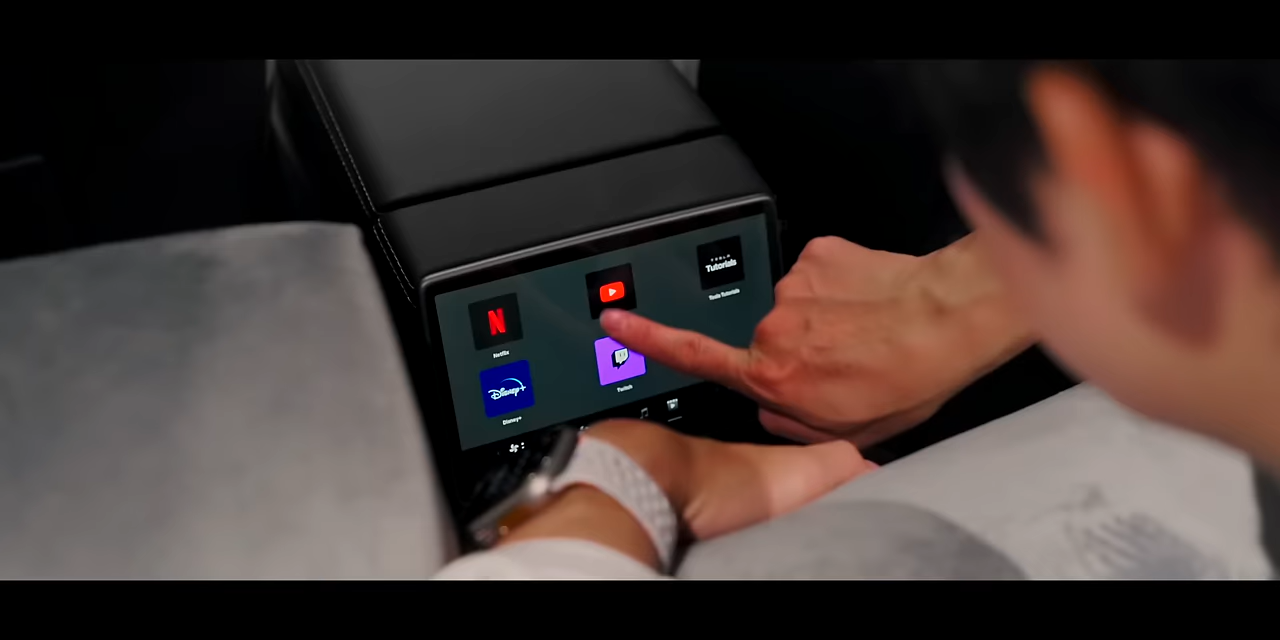 N
Netflix
TESLA
Tutorials
Tesla Tutorials
Disney+
Disney+
Twitch